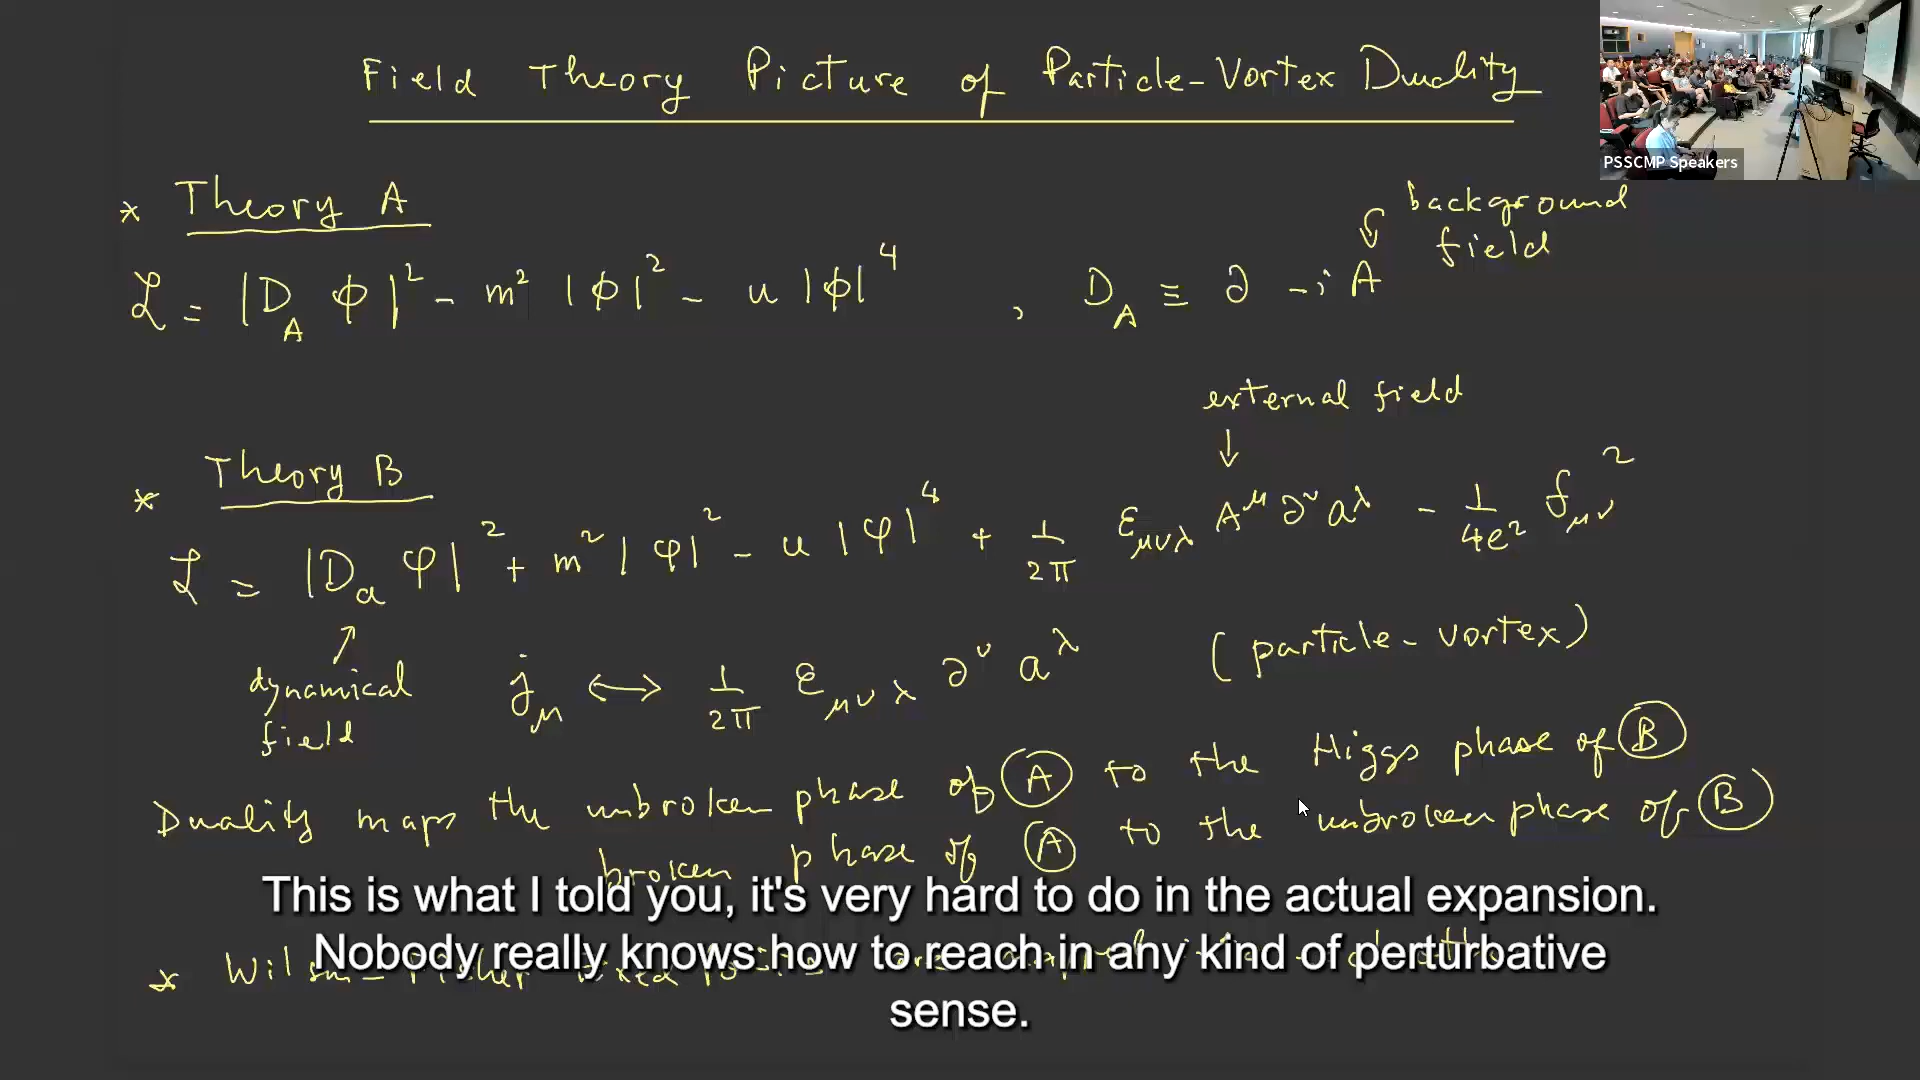 Field Theory Picture of Particle-Vortex Duality
PSSCMP Speakers
* Theory A
background field
ℒ = |D_A ϕ|² - m² |ϕ|² - u |ϕ|⁴ , D_A ≡ ∂ - i A
external field
* Theory B
ℒ = |D_a φ|² + m² |φ|² - u |φ|⁴ + 1/2π ε_μνλ A^μ ∂^ν a^λ - 1/4e² f_μν²
dynamical field
j_μ ↔ 1/2π ε_μνλ ∂^ν a^λ (particle-vortex)
Duality maps the unbroken phase of Ⓐ to the Higgs phase of Ⓑ
broken phase of Ⓐ to the unbroken phase of Ⓑ
This is what I told you, it's very hard to do in the actual expansion.
Nobody really knows how to reach in any kind of perturbative
sense.
* Wilson-Fisher fixed points